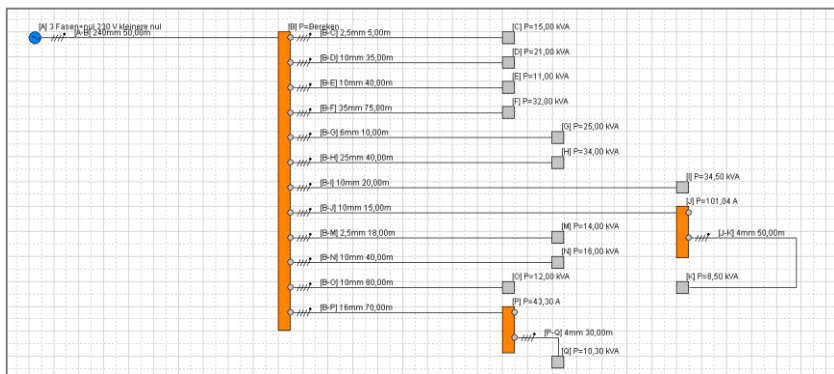 [A] 3 Fasen+nul 230 V kleinere nul
[A-B] 240mm 50,00m
[B] P=Bereken
[B-C] 2,5mm 5,00m
[C] P=15,00 kVA
[B-D] 10mm 35,00m
[D] P=21,00 kVA
[B-E] 10mm 40,00m
[E] P=11,00 kVA
[B-F] 35mm 75,00m
[F] P=32,00 kVA
[B-G] 6mm 10,00m
[G] P=25,00 kVA
[B-H] 25mm 40,00m
[H] P=34,00 kVA
[B-I] 10mm 20,00m
[I] P=34,50 kVA
[B-J] 10mm 15,00m
[J] P=101,04 A
[B-M] 2,5mm 18,00m
[M] P=14,00 kVA
[J-K] 4mm 50,00m
[B-N] 10mm 40,00m
[N] P=16,00 kVA
[B-O] 10mm 80,00m
[O] P=12,00 kVA
[K] P=8,50 kVA
[B-P] 16mm 70,00m
[P] P=43,30 A
[P-Q] 4mm 30,00m
[Q] P=10,30 kVA